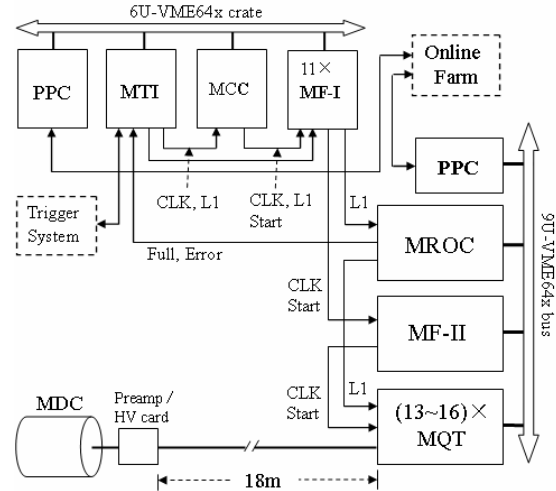 6U-VME64x crate
PPC
MTI
MCC
11×
MF-I
Online
Farm
PPC
CLK, L1
CLK, L1
Start
L1
Trigger
System
Full, Error
MROC
CLK
Start
MF-II
9U-VME64x bus
CLK
Start
L1
(13~16)×
MQT
MDC
Preamp /
HV card
18m